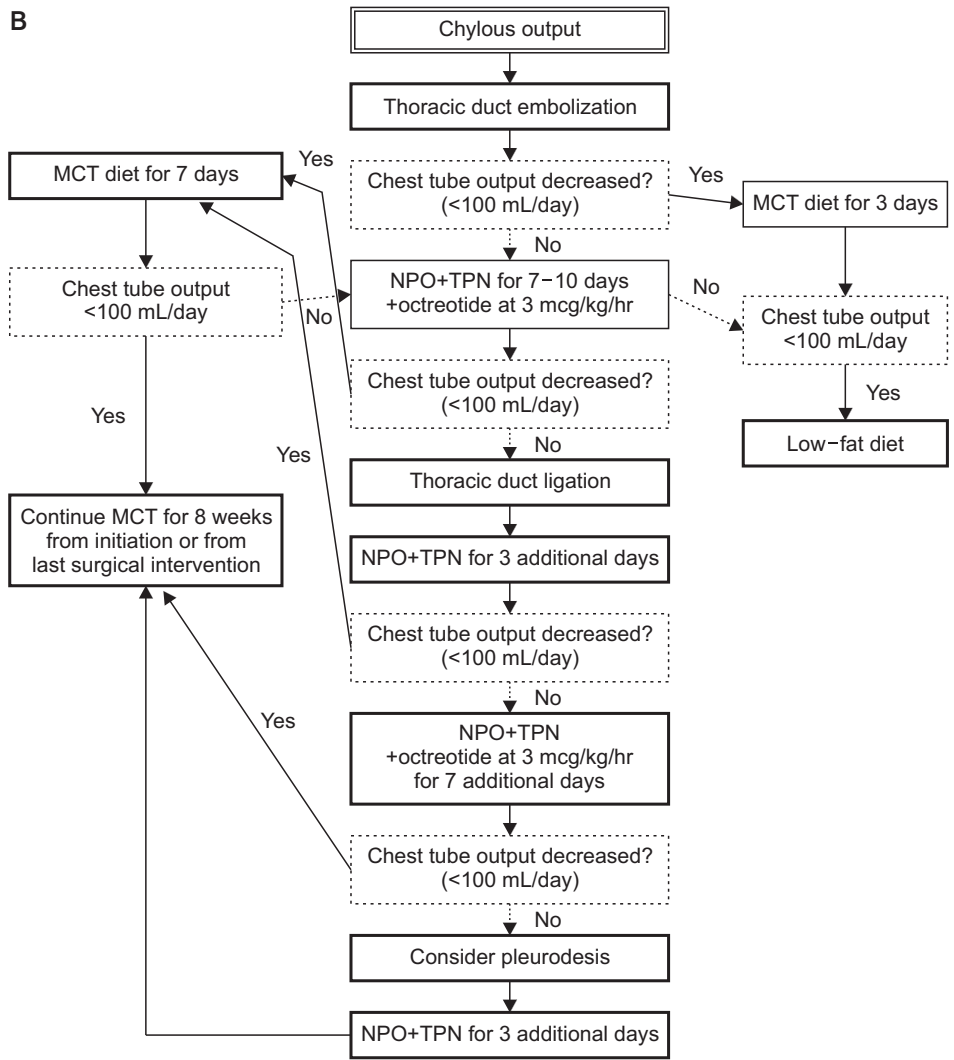 B
Chylous output
Thoracic duct embolization
Yes
MCT diet for 7 days
Chest tube output decreased?
(<100 mL/day)
Yes
MCT diet for 3 days
No
Chest tube output
<100 mL/day
No
NPO+TPN for 7−10 days
+octreotide at 3 mcg/kg/hr
No
Chest tube output
<100 mL/day
Chest tube output decreased?
(<100 mL/day)
Yes
Yes
No
Low−fat diet
Yes
Thoracic duct ligation
Continue MCT for 8 weeks
from initiation or from
last surgical intervention
NPO+TPN for 3 additional days
Chest tube output decreased?
(<100 mL/day)
No
Yes
NPO+TPN
+octreotide at 3 mcg/kg/hr
for 7 additional days
Chest tube output decreased?
(<100 mL/day)
No
Consider pleurodesis
NPO+TPN for 3 additional days